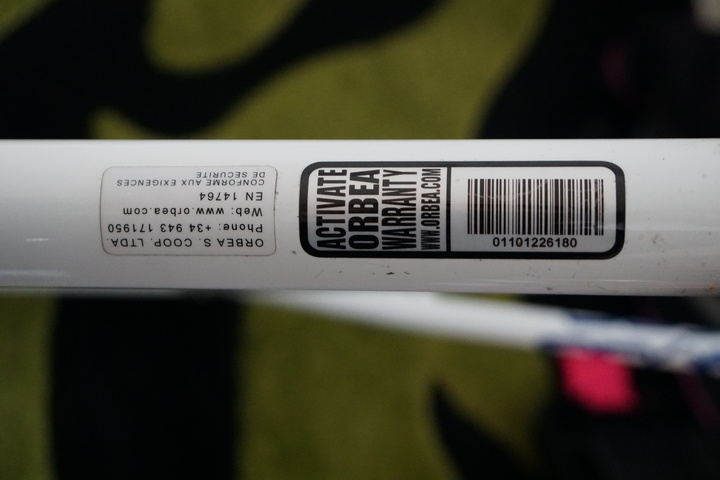 ORBEA S. COOP. LTDA.
Phone: +34 943 171950
Web: www.orbea.com
EN 14764
CONFORME AUX EXIGENCES
DE SECURITE
ACTIVATE
ORBEA
WARRANTY
WWW.ORBEA.COM
01101226180